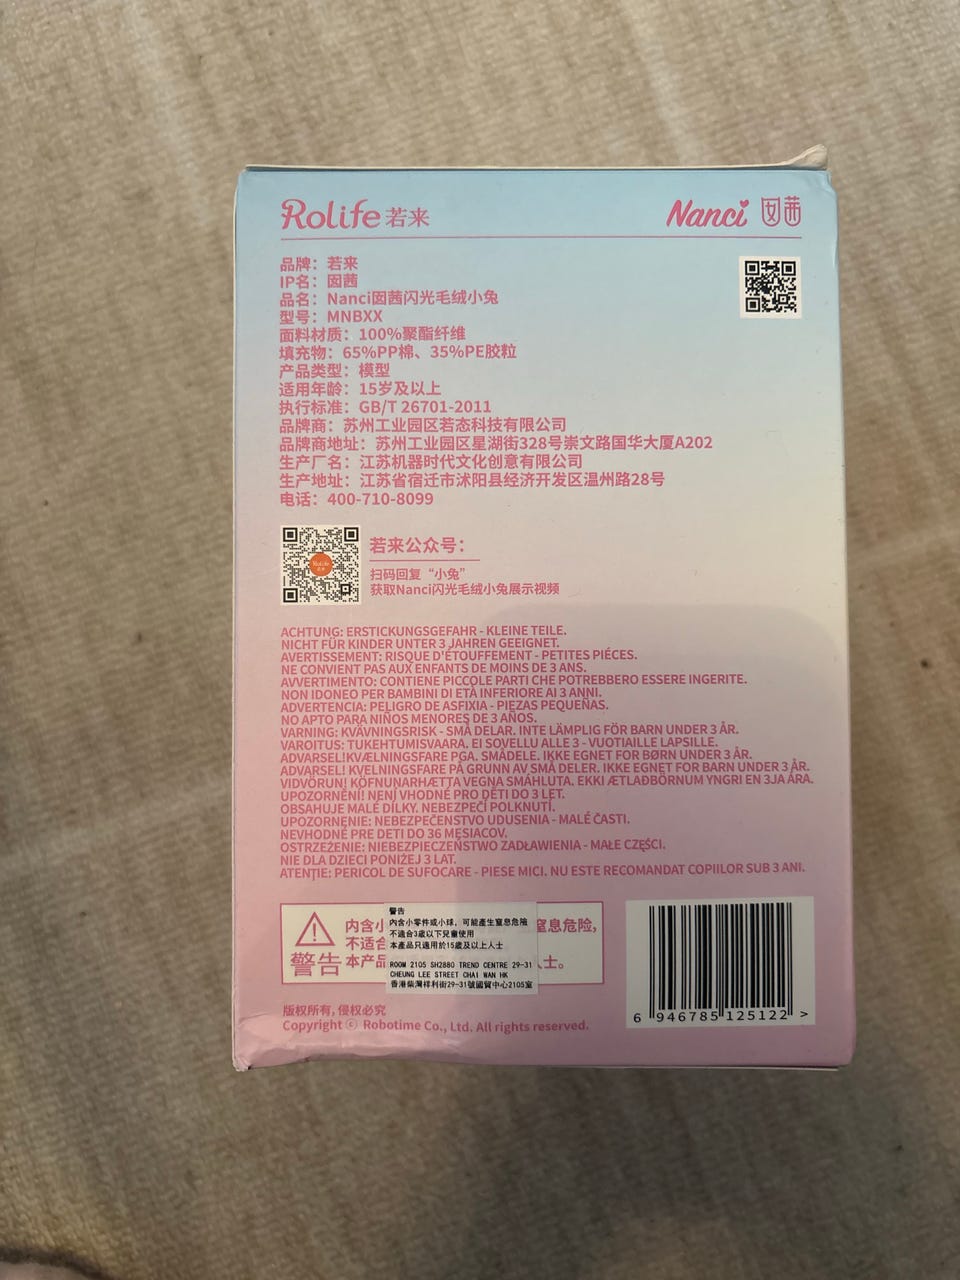 Rolife 若来
Nanci 囡茜
品牌：若来
IP名：囡茜
品名：Nanci囡茜闪光毛绒小兔
型号：MNBXX
面料材质：100%聚酯纤维
填充物：65%PP棉、35%PE胶粒
产品类型：模型
适用年龄：15岁及以上
执行标准：GB/T 26701-2011
品牌商：苏州工业园区若态科技有限公司
品牌商地址：苏州工业园区星湖街328号崇文路国华大厦A202
生产厂名：江苏机器时代文化创意有限公司
生产地址：江苏省宿迁市沭阳县经济开发区温州路28号
电话：400-710-8099
若来公众号：
扫码回复“小兔”
获取Nanci闪光毛绒小兔展示视频
ACHTUNG: ERSTICKUNGSGEFAHR - KLEINE TEILE.
NICHT FÜR KINDER UNTER 3 JAHREN GEEIGNET.
AVERTISSEMENT: RISQUE D'ÉTOUFFEMENT - PETITES PIÉCES.
NE CONVIENT PAS AUX ENFANTS DE MOINS DE 3 ANS.
AVVERTIMENTO: CONTIENE PICCOLE PARTI CHE POTREBBERO ESSERE INGERITE.
NON IDONEO PER BAMBINI DI ETÀ INFERIORE AI 3 ANNI.
ADVERTENCIA: PELIGRO DE ASFIXIA - PIEZAS PEQUEÑAS.
NO APTO PARA NIÑOS MENORES DE 3 AÑOS.
VARNING: KVÄVNINGSRISK - SMÅ DELAR. INTE LÄMPLIG FÖR BARN UNDER 3 ÅR.
VAROITUS: TUKEHTUMISVAARA. EI SOVELLU ALLE 3 - VUOTIAILLE LAPSILLE.
ADVARSEL!KVÆLNINGSFARE PGA. SMÅDELE. IKKE EGNET FOR BØRN UNDER 3 ÅR.
ADVARSEL! KVELNINGSFARE PÅ GRUNN AV SMÅ DELER. IKKE EGNET FOR BARN UNDER 3 ÅR.
VIDVÖRUN! KÖFNUNARHÆTTA VEGNA SMÁHLUTA. EKKI ÆTLAÐBÖRNUM YNGRI EN 3JA ÁRA.
UPOZORNĚNÍ! NENÍ VHODNÉ PRO DĚTI DO 3 LET.
OBSAHUJE MALÉ DÍLKY. NEBEZPEČÍ POLKNUTÍ.
UPOZORNENIE: NEBEZPEČENSTVO UDUSENIA - MALÉ ČASTI.
NEVHODNÉ PRE DETI DO 36 MESIACOV.
OSTRZEŻENIE: NIEBEZPIECZEŃSTWO ZADŁAWIENIA - MAŁE CZĘŚCI.
NIE DLA DZIECI PONIŻEJ 3 LAT.
ATENȚIE: PERICOL DE SUFOCARE - PIESE MICI. NU ESTE RECOMANDAT COPIILOR SUB 3 ANI.
警告
内含小 窒息危险,
不适合
本产品 人士。
警告
內含小零件或小球，可能產生窒息危險
不適合3歲以下兒童使用
本產品只適用於15歲及以上人士
ROOM 2105 SH2880 TREND CENTRE 29-31
CHEUNG LEE STREET CHAI WAN HK
香港柴灣祥利街29-31號國貿中心2105室
6 946785 125122 >
版权所有, 侵权必究
Copyright © Robotime Co., Ltd. All rights reserved.